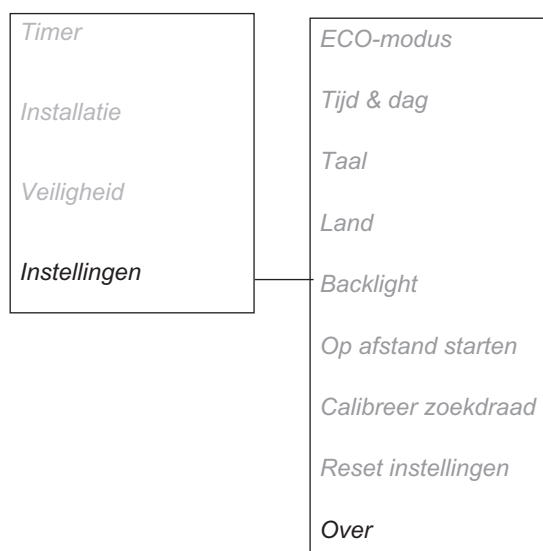 Timer
Installatie
Veiligheid
Instellingen
ECO-modus
Tijd & dag
Taal
Land
Backlight
Op afstand starten
Calibreer zoekdraad
Reset instellingen
Over